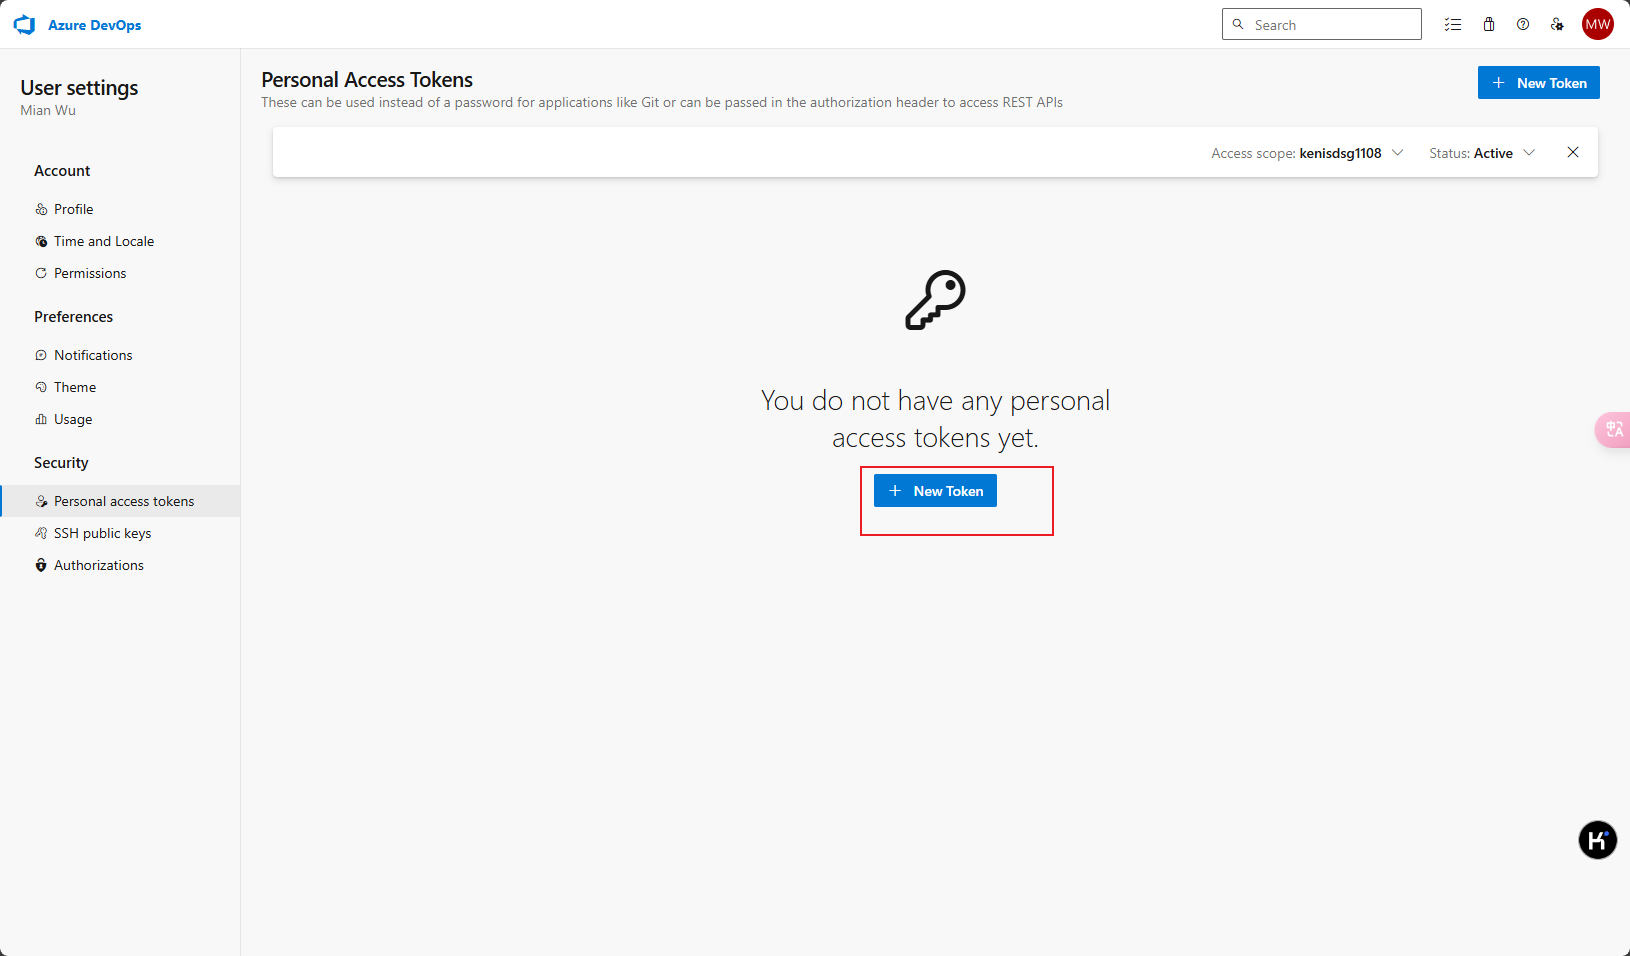 Azure DevOps
Search
MW
User settings
Mian Wu
Account
Profile
Time and Locale
Permissions
Preferences
Notifications
Theme
Usage
Security
Personal access tokens
SSH public keys
Authorizations
Personal Access Tokens
These can be used instead of a password for applications like Git or can be passed in the authorization header to access REST APIs
New Token
Access scope: kenisdsg1108
Status: Active
You do not have any personal
access tokens yet.
New Token
中A
K